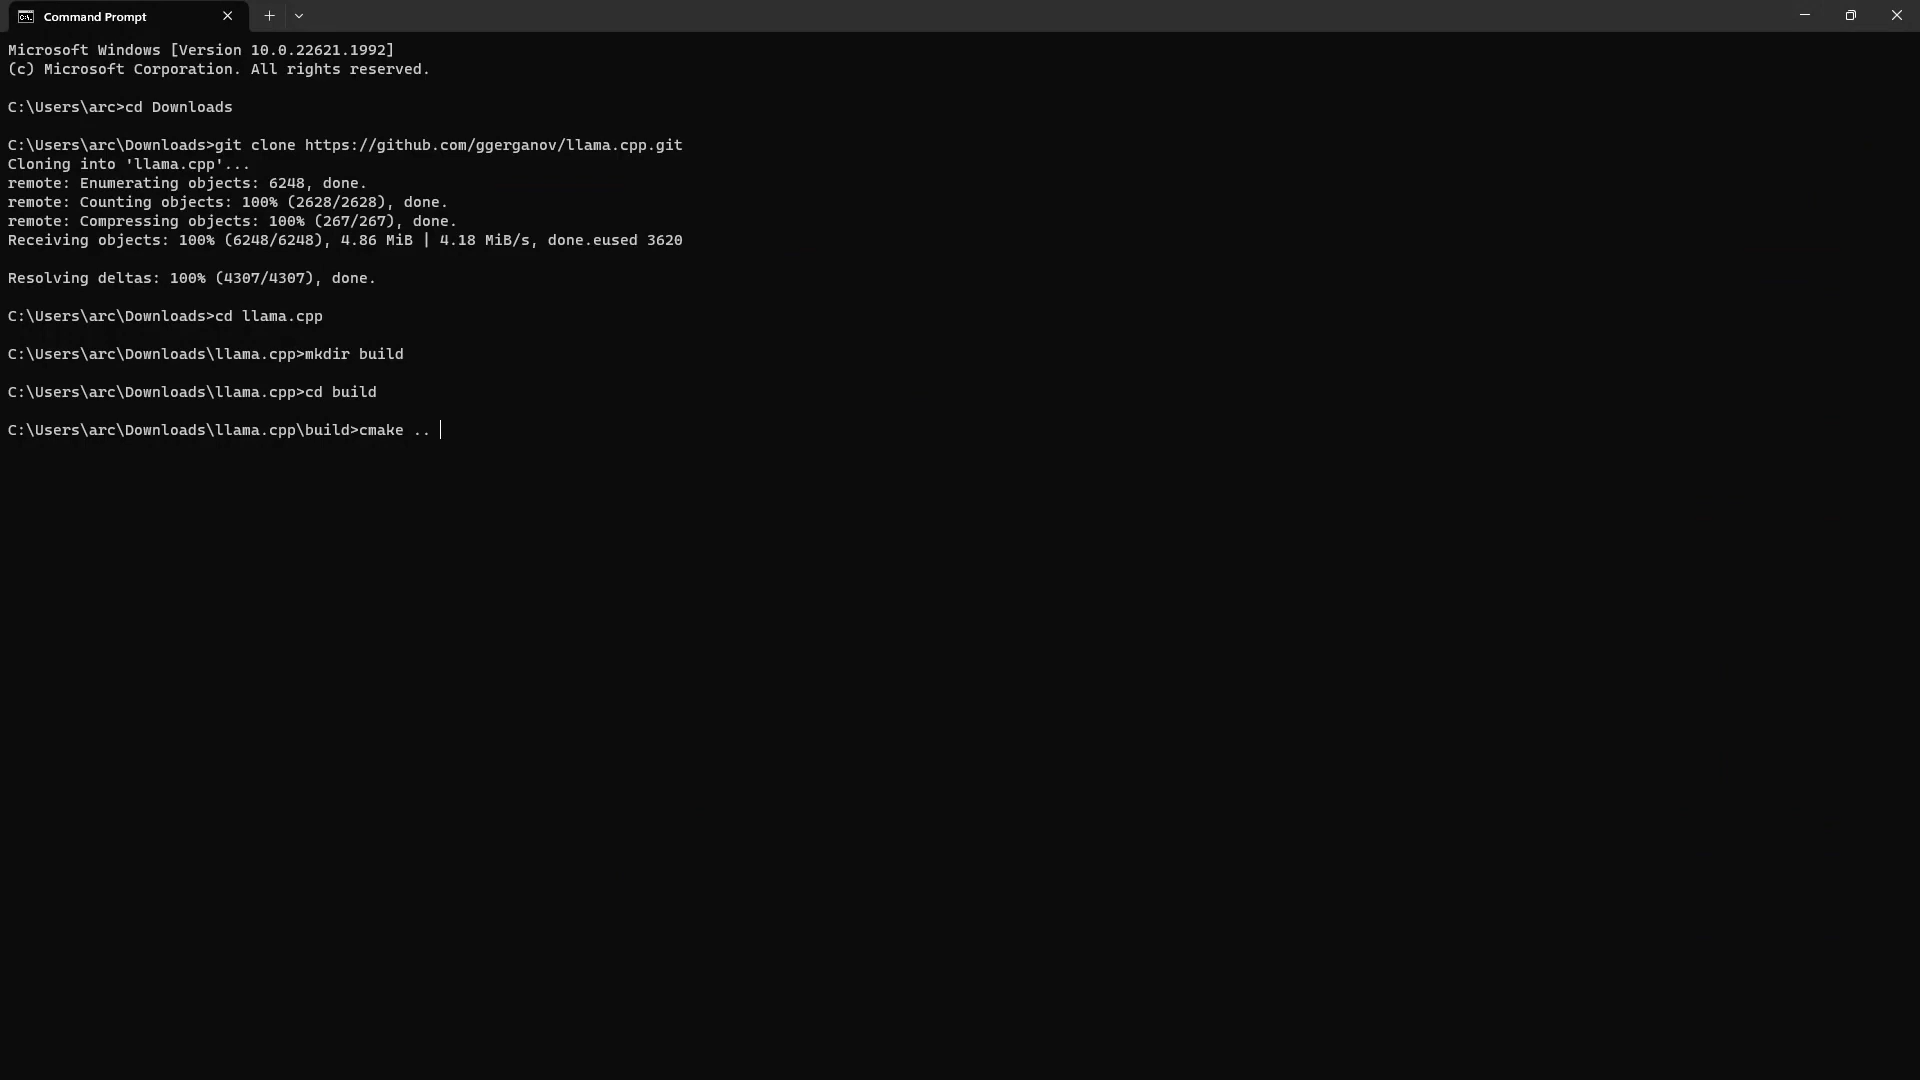 Command Prompt
Microsoft Windows [Version 10.0.22621.1992]
(c) Microsoft Corporation. All rights reserved.
C:\Users\arc>cd Downloads
C:\Users\arc\Downloads>git clone https://github.com/ggerganov/llama.cpp.git
Cloning into 'llama.cpp'...
remote: Enumerating objects: 6248, done.
remote: Counting objects: 100% (2628/2628), done.
remote: Compressing objects: 100% (267/267), done.
Receiving objects: 100% (6248/6248), 4.86 MiB | 4.18 MiB/s, done.eused 3620
Resolving deltas: 100% (4307/4307), done.
C:\Users\arc\Downloads>cd llama.cpp
C:\Users\arc\Downloads\llama.cpp>mkdir build
C:\Users\arc\Downloads\llama.cpp>cd build
C:\Users\arc\Downloads\llama.cpp\build>cmake ..